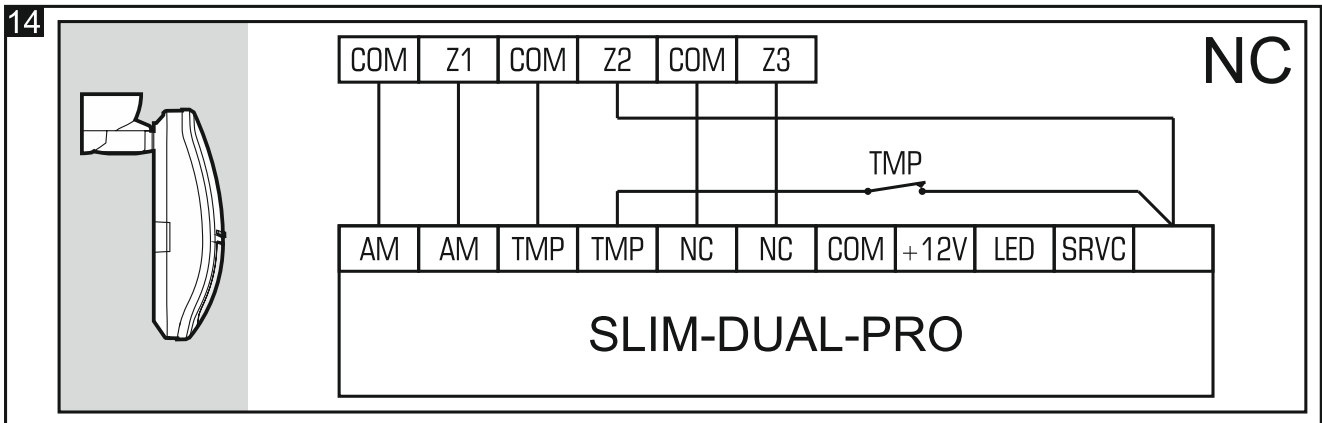 14
NC
COM Z1 COM Z2 COM Z3
TMP
AM AM TMP TMP NC NC COM +12V LED SRVC
SLIM-DUAL-PRO